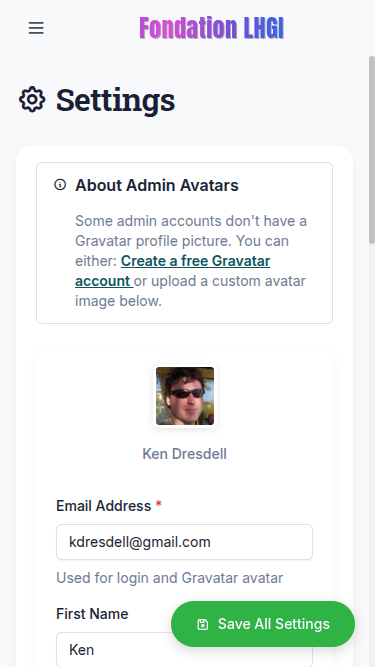 Fondation LHGI
Settings
About Admin Avatars
Some admin accounts don't have a
Gravatar profile picture. You can
either: Create a free Gravatar
account or upload a custom avatar
image below.
Ken Dresdell
Email Address *
kdresdell@gmail.com
Used for login and Gravatar avatar
First Name
Save All Settings
Ken